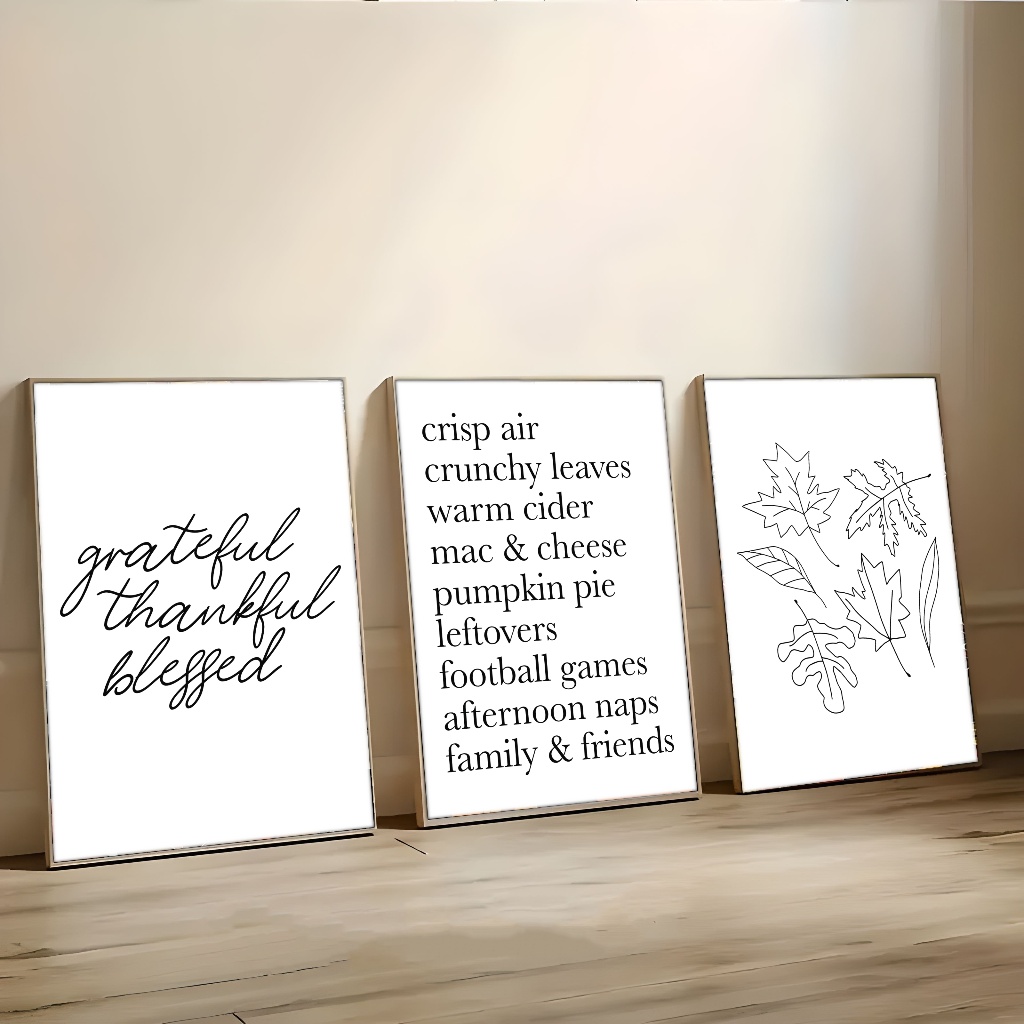 grateful
thankful
blessed
crisp air
crunchy leaves
warm cider
mac & cheese
pumpkin pie
leftovers
football games
afternoon naps
family & friends